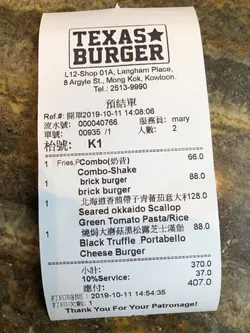 TEXAS★
BURGER
L12-Shop 01A, Langham Place,
8 Argyle St., Mong Kok, Kowloon.
Tel.: 2513-9990
預結單
Ref.#: 開單2019-10-11 14:08:06
流水號: 000040766 服務員: mary
單號: 00935 /1 人數: 2
枱號: K1
1 Fries,P Combo(奶昔) 66.0
Combo-Shake
1 brick burger 88.0
brick burger
1 北海道香煎帶子青蕃茄意大利128.0
Seared okkaido Scallop
Green Tomato Pasta/Rice
1 燒焗大蘑菇黑松露芝士漢堡 88.0
Black Truffle .Portabello
Cheese Burger
小計: 370.0
10%Service: 37.0
應付: 407.0
打印時間 : 2019-10-11 14:54:35
打印次數: 1
Thank You For Your Patronage!